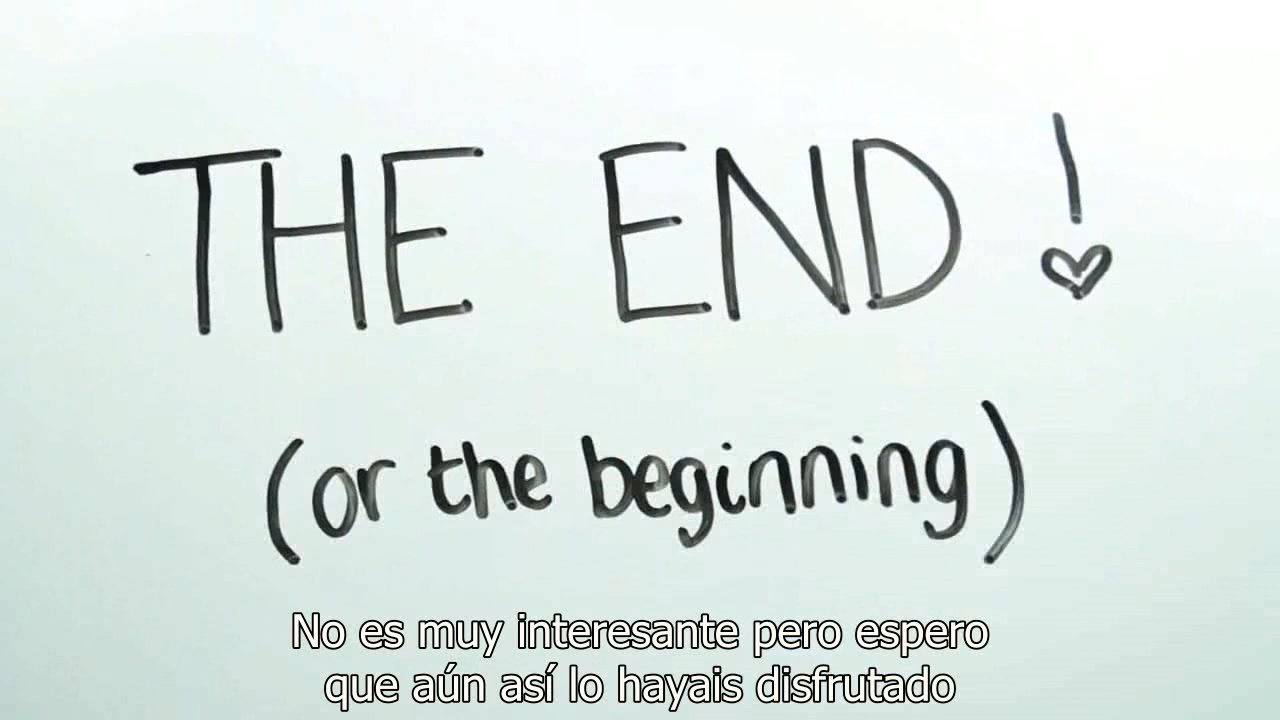 THE END!
(or the beginning)
No es muy interesante pero espero
que aún así lo hayais disfrutado